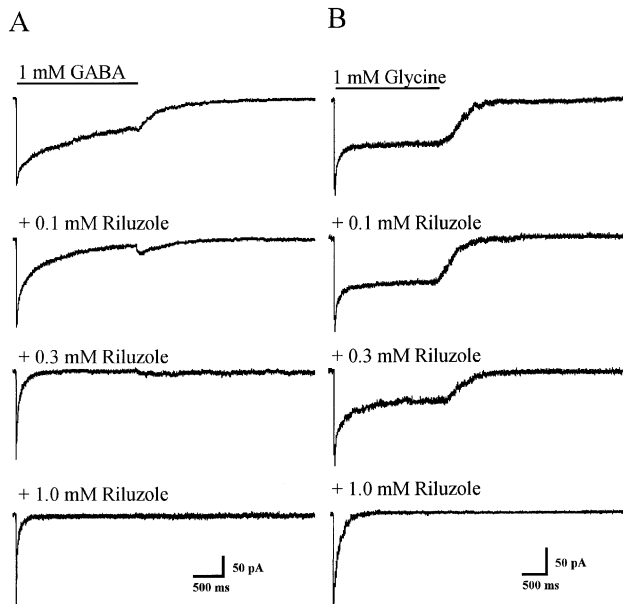 A
1 mM GABA
+ 0.1 mM Riluzole
+ 0.3 mM Riluzole
+ 1.0 mM Riluzole
50 pA
500 ms
B
1 mM Glycine
+ 0.1 mM Riluzole
+ 0.3 mM Riluzole
+ 1.0 mM Riluzole
50 pA
500 ms